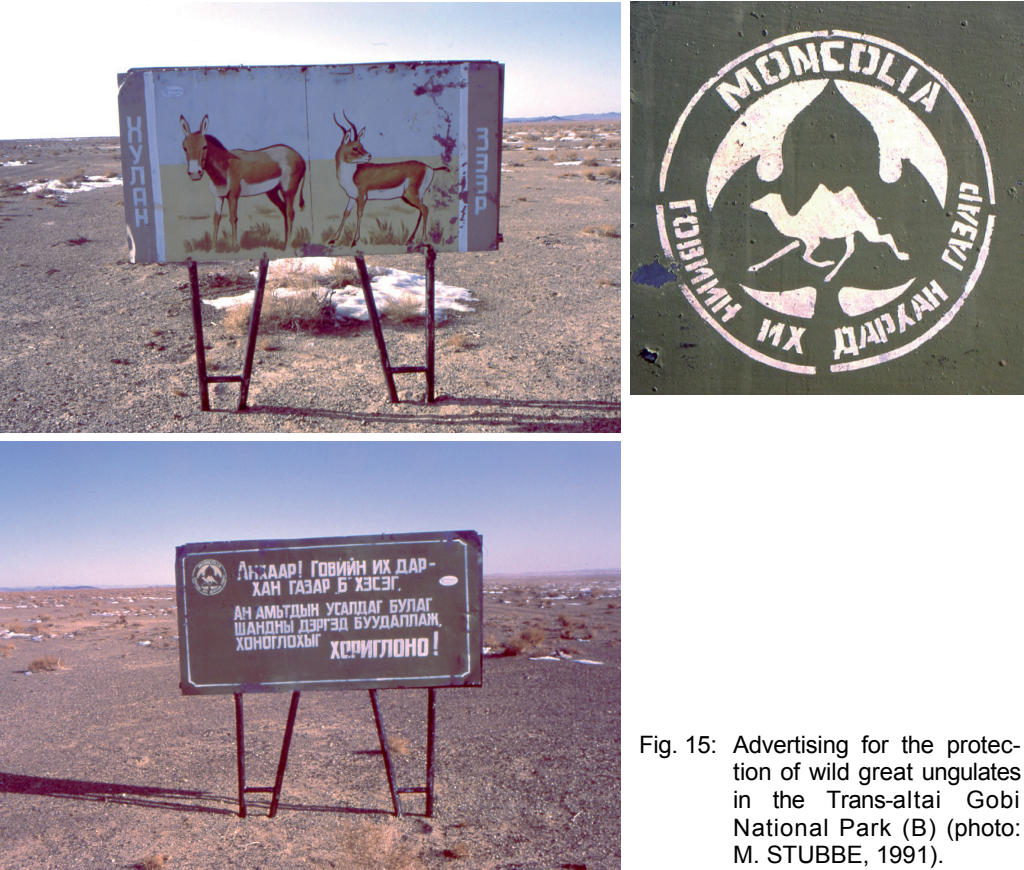 ХУЛАН
ЗЭЭР
MONGOLIA
ГОВИЙН ИХ ДАРХАН ГАЗАР
АНХААР! ГОВИЙН ИХ ДАР-
ХАН ГАЗАР „Б" ХЭСЭГ.
АН АМЬТДЫН УСАЛДАГ БУЛАГ
ШАНДНЫ ДЭРГЭД БУУДАЛЛАЖ,
ХОНОГЛОХЫГ ХОРИГЛОНО!
Fig. 15: Advertising for the protec-
tion of wild great ungulates
in the Trans-altai Gobi
National Park (B) (photo:
M. STUBBE, 1991).